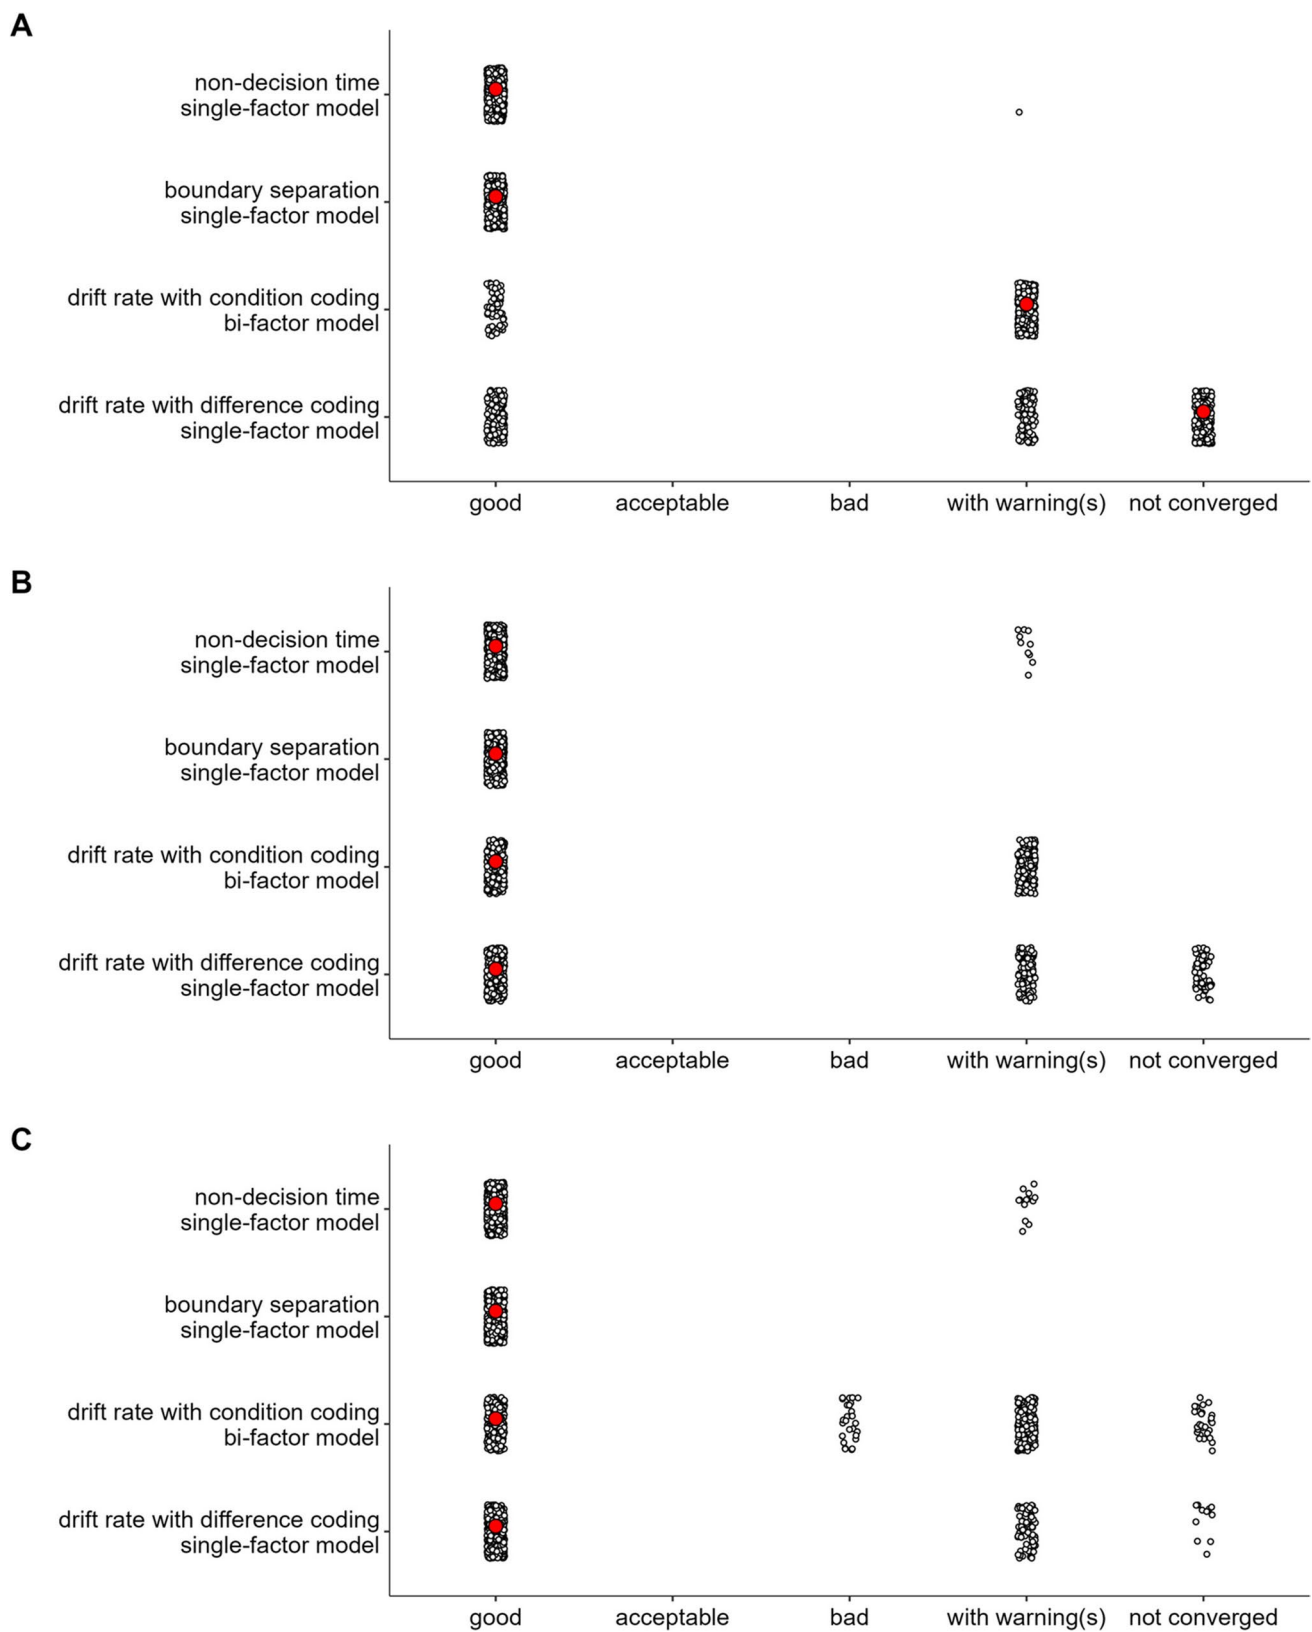 A
non-decision time
single-factor model
boundary separation
single-factor model
drift rate with condition coding
bi-factor model
drift rate with difference coding
single-factor model
good acceptable bad with warning(s) not converged
B
non-decision time
single-factor model
boundary separation
single-factor model
drift rate with condition coding
bi-factor model
drift rate with difference coding
single-factor model
good acceptable bad with warning(s) not converged
C
non-decision time
single-factor model
boundary separation
single-factor model
drift rate with condition coding
bi-factor model
drift rate with difference coding
single-factor model
good acceptable bad with warning(s) not converged